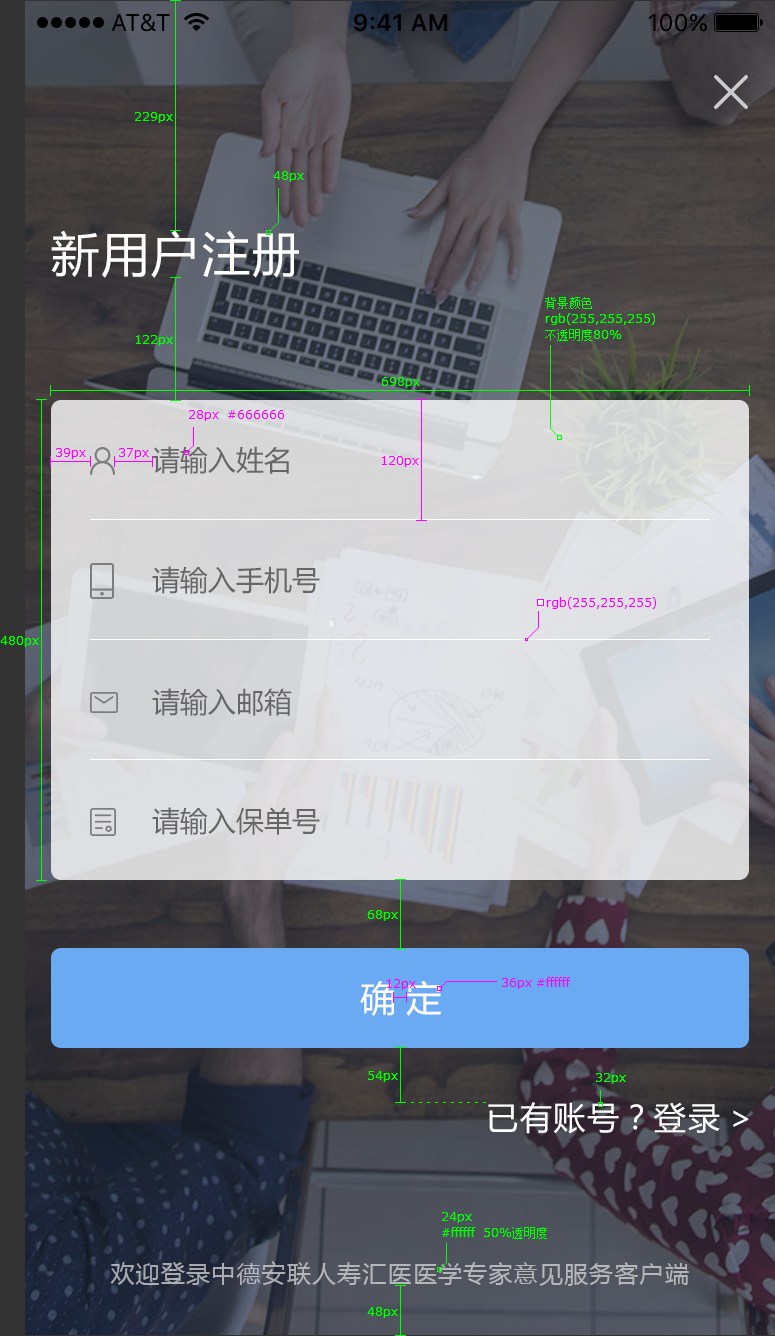 AT&T 9:41 AM 100%
229px
48px
新用户注册
背景颜色
rgb(255,255,255)
不透明度80%
122px
698px
28px #666666
39px 37px 请输入姓名 120px
请输入手机号
rgb(255,255,255)
480px
请输入邮箱
请输入保单号
68px
12px 36px #ffffff
确 定
54px 32px
已有账号？登录 >
24px
#ffffff 50%透明度
欢迎登录中德安联人寿汇医医学专家意见服务客户端
48px